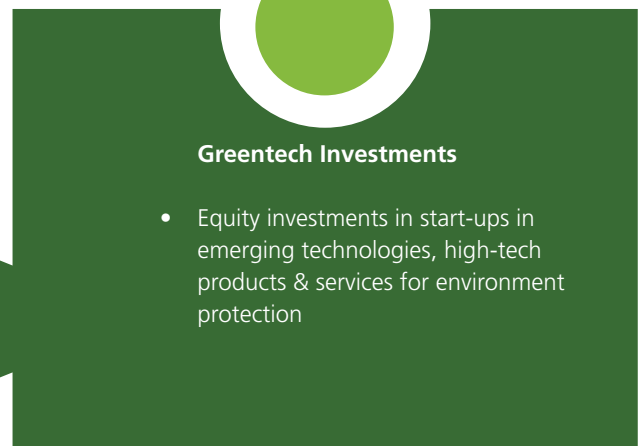 Greentech Investments
• Equity investments in start-ups in
emerging technologies, high-tech
products & services for environment
protection